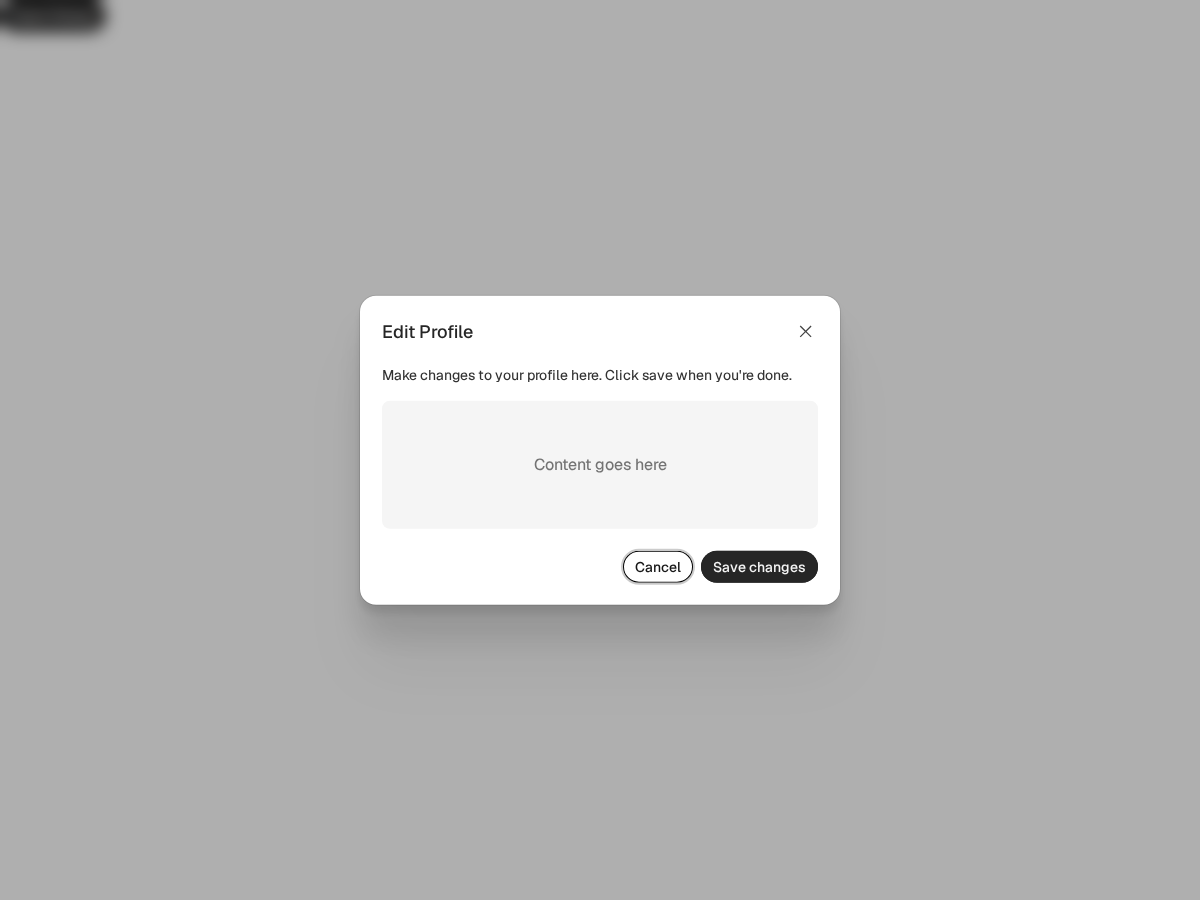 Edit Profile
Make changes to your profile here. Click save when you're done.
Content goes here
Cancel
Save changes